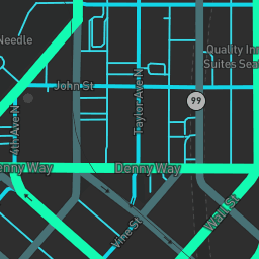 Needle
Quality In
Suites Sea
John St
99
4th Ave N
Taylor Ave N
enny Way
Denny Way
Vine St
Wall St